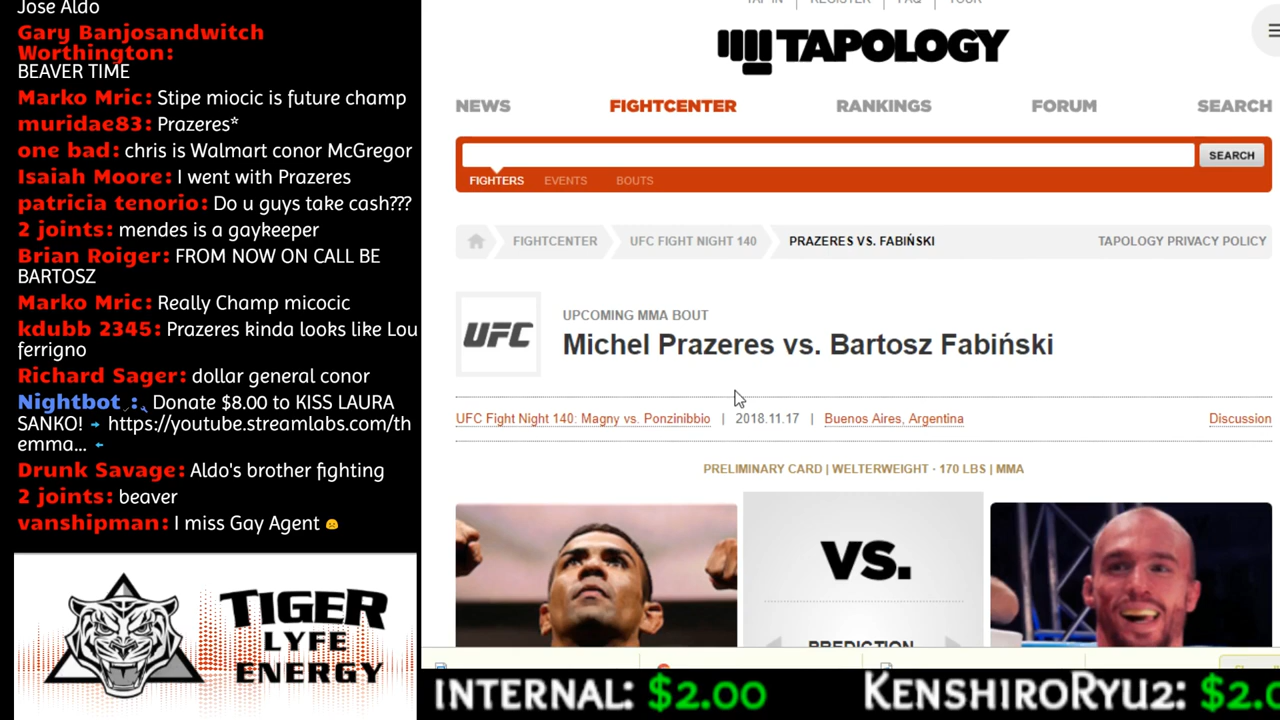 Jose Aldo
Gary Banjosandwitch
Worthington:
BEAVER TIME
Marko Mric: Stipe miocic is future champ
muridae83: Prazeres*
one bad: chris is Walmart conor McGregor
Isaiah Moore: I went with Prazeres
patricia tenorio: Do u guys take cash???
2 joints: mendes is a gaykeeper
Brian Roiger: FROM NOW ON CALL BE
BARTOSZ
Marko Mric: Really Champ micocic
kdubb 2345: Prazeres kinda looks like Lou
ferrigno
Richard Sager: dollar general conor
Nightbot: Donate $8.00 to KISS LAURA
SANKO! → https://youtube.streamlabs.com/th
emma... ←
Drunk Savage: Aldo's brother fighting
2 joints: beaver
vanshipman: I miss Gay Agent
TIGER
LYFE
ENERGY
TAP IN | REGISTER | FAQ | TOUR
TAPOLOGY
NEWS FIGHTCENTER RANKINGS FORUM SEARCH
SEARCH
FIGHTERS EVENTS BOUTS
FIGHTCENTER UFC FIGHT NIGHT 140 PRAZERES VS. FABIŃSKI TAPOLOGY PRIVACY POLICY
UFC
UPCOMING MMA BOUT
Michel Prazeres vs. Bartosz Fabiński
UFC Fight Night 140: Magny vs. Ponzinibbio | 2018.11.17 | Buenos Aires, Argentina Discussion
PRELIMINARY CARD | WELTERWEIGHT · 170 LBS | MMA
VS.
PREDICTION
INTERNAL: $2.00 KENSHIRORYU2: $2.0